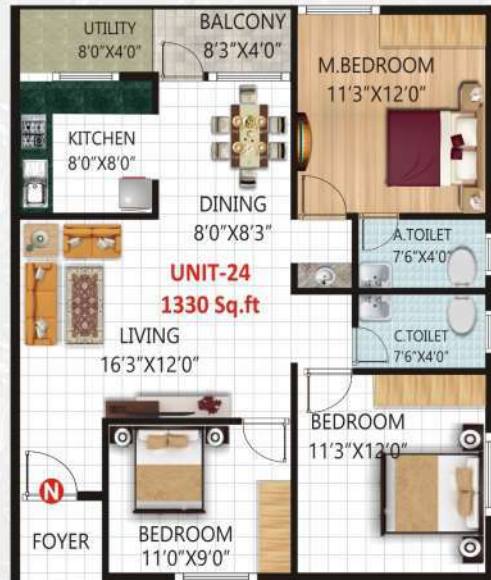 UTILITY
8'0"X4'0"
BALCONY
8'3"X4'0"
M.BEDROOM
11'3"X12'0"
KITCHEN
8'0"X8'0"
DINING
8'0"X8'3"
A.TOILET
7'6"X4'0"
UNIT-24
1330 Sq.ft
C.TOILET
7'6"X4'0"
LIVING
16'3"X12'0"
BEDROOM
11'3"X12'0"
N
FOYER
BEDROOM
11'0"X9'0"